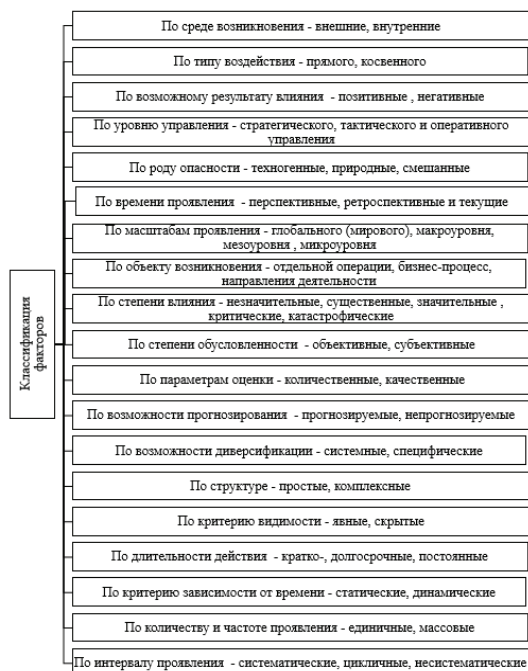 По среде возникновения - внешние, внутренние
По типу воздействия - прямого, косвенного
По возможному результату влияния - позитивные , негативные
По уровню управления - стратегического, тактического и оперативного
управления
По роду опасности - техногенные, природные, смешанные
По времени проявления - перспективные, ретроспективные и текущие
По масштабам проявления - глобального (мирового), макроуровня,
мезоуровня , микроуровня
По объекту возникновения - отдельной операции, бизнес-процесс,
направления деятельности
По степени влияния - незначительные, существенные, значительные ,
критические, катастрофические
Классификация
факторов
По степени обусловленности - объективные, субъективные
По параметрам оценки - количественные, качественные
По возможности прогнозирования - прогнозируемые, непрогнозируемые
По возможности диверсификации - системные, специфические
По структуре - простые, комплексные
По критерию видимости - явные, скрытые
По длительности действия - кратко-, долгосрочные, постоянные
По критерию зависимости от времени - статические, динамические
По количеству и частоте проявления - единичные, массовые
По интервалу проявления - систематические, цикличные, несистематические